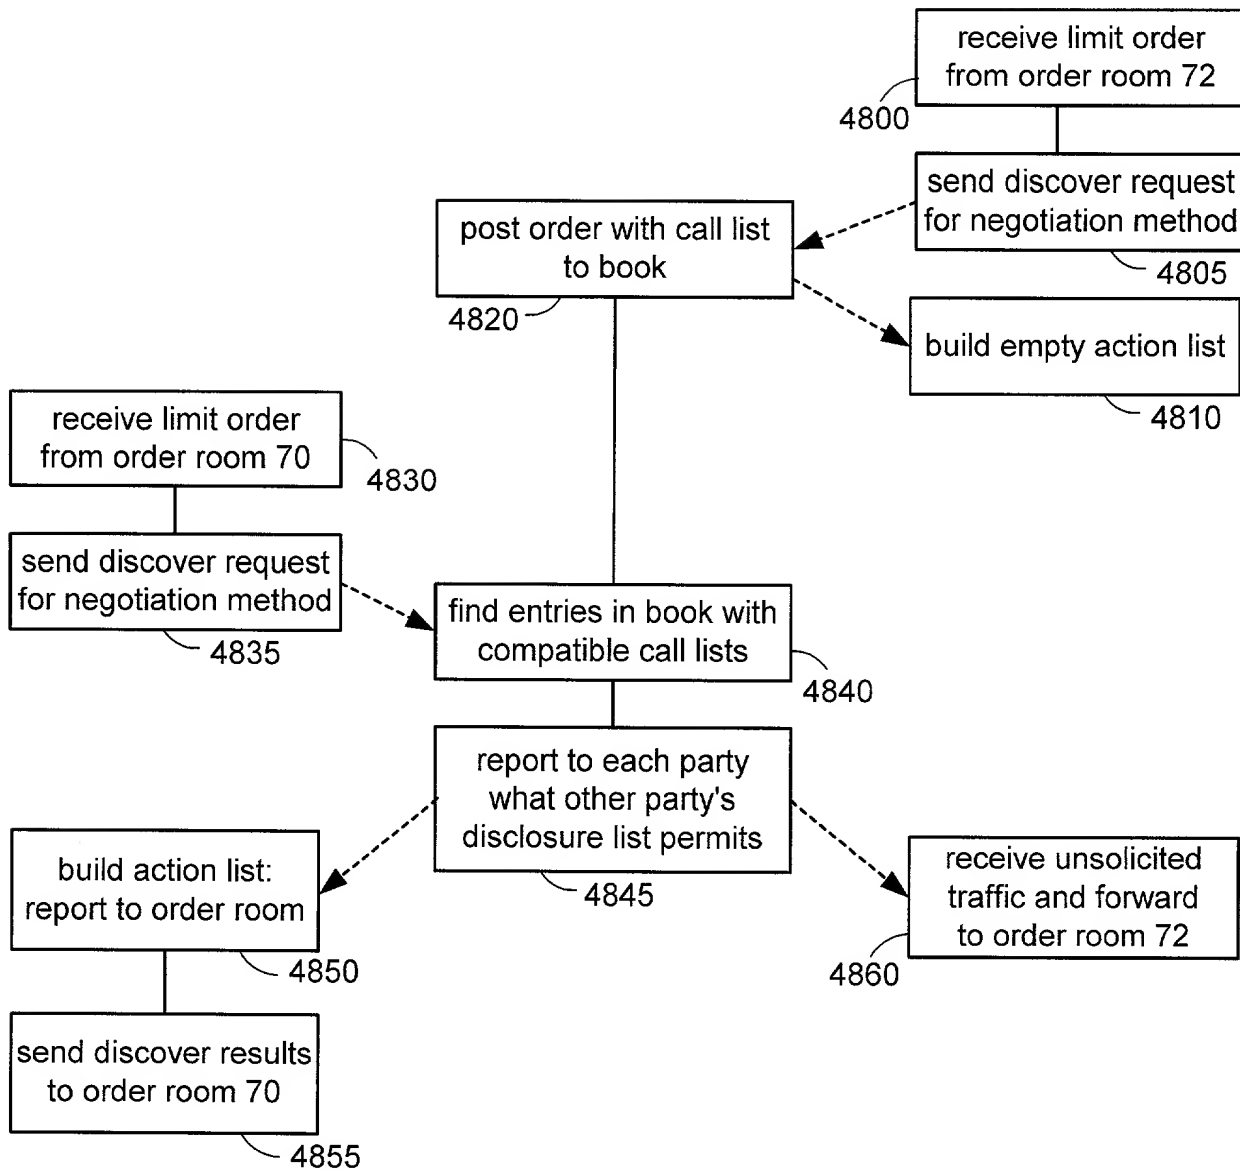 receive limit order
from order room 72
4800
send discover request
for negotiation method
4805
post order with call list
to book
4820
build empty action list
4810
receive limit order
from order room 70
4830
send discover request
for negotiation method
4835
find entries in book with
compatible call lists
4840
report to each party
what other party's
disclosure list permits
4845
build action list:
report to order room
4850
receive unsolicited
traffic and forward
to order room 72
4860
send discover results
to order room 70
4855